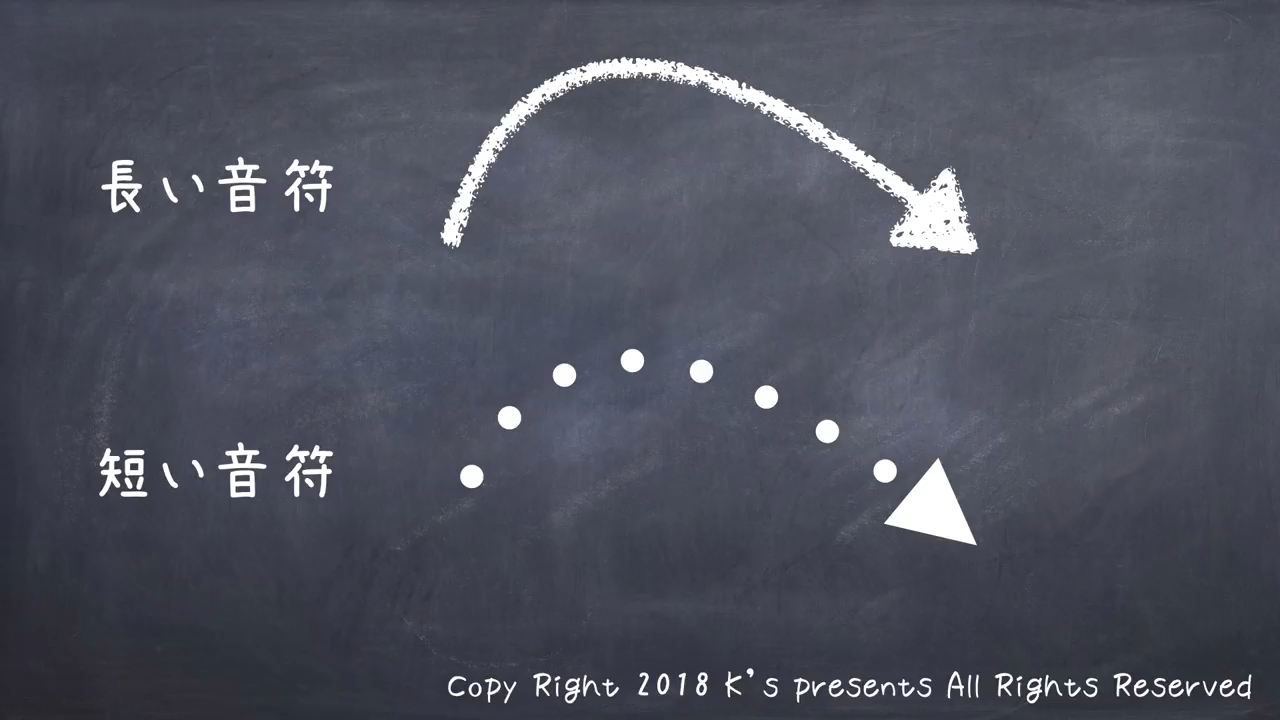 長い音符
短い音符
Copy Right 2018 K's presents All Rights Reserved